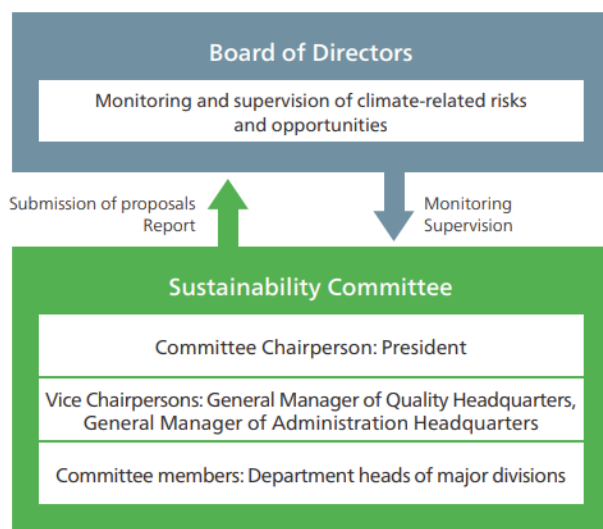 Board of Directors
Monitoring and supervision of climate-related risks
and opportunities
Submission of proposals
Report
Monitoring
Supervision
Sustainability Committee
Committee Chairperson: President
Vice Chairpersons: General Manager of Quality Headquarters,
General Manager of Administration Headquarters
Committee members: Department heads of major divisions